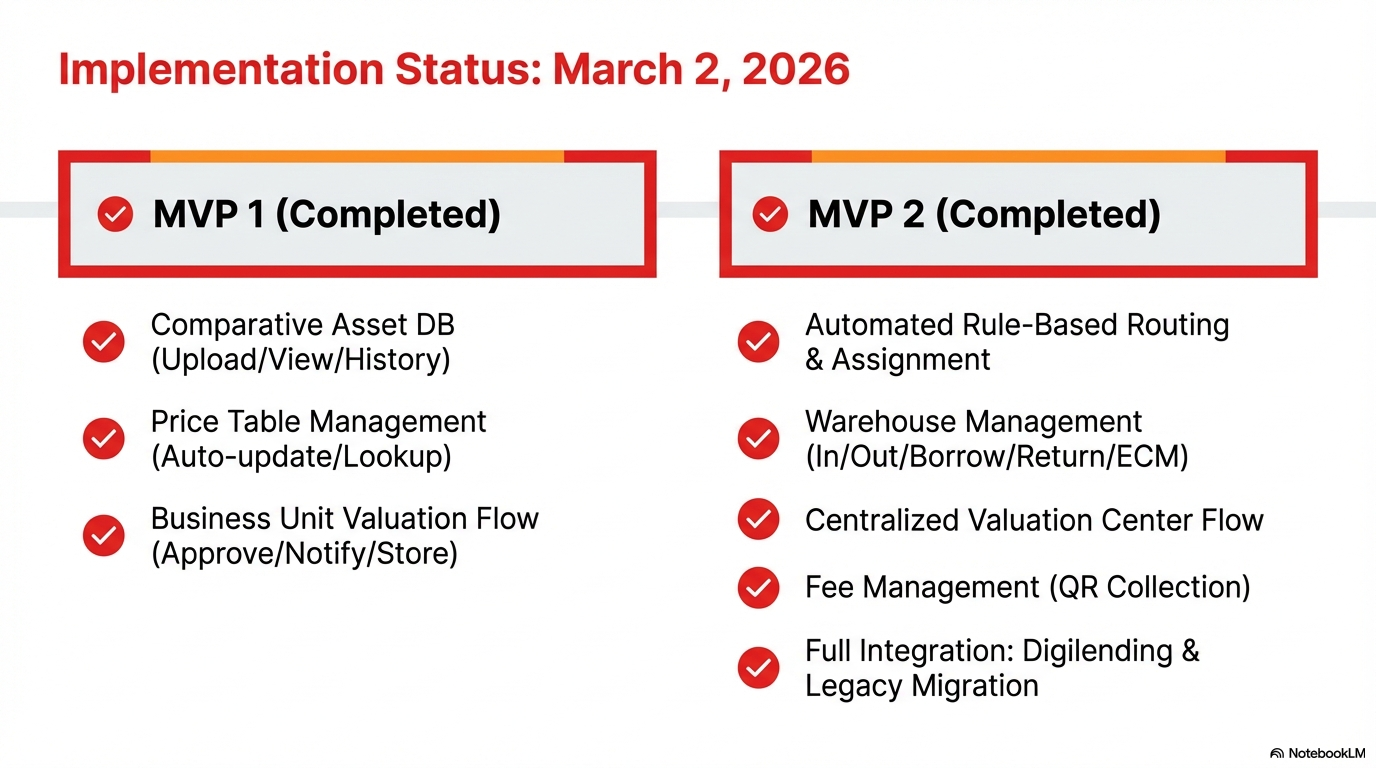 Implementation Status: March 2, 2026
MVP 1 (Completed)
Comparative Asset DB
(Upload/View/History)
Price Table Management
(Auto-update/Lookup)
Business Unit Valuation Flow
(Approve/Notify/Store)
MVP 2 (Completed)
Automated Rule-Based Routing
& Assignment
Warehouse Management
(In/Out/Borrow/Return/ECM)
Centralized Valuation Center Flow
Fee Management (QR Collection)
Full Integration: Digilending &
Legacy Migration
NotebookLM